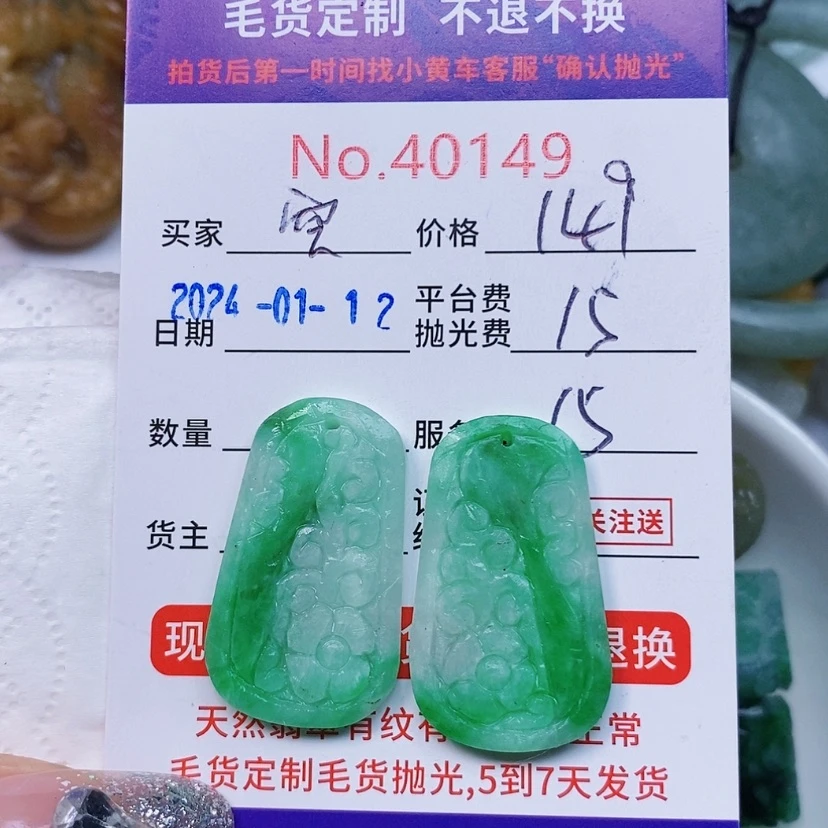 毛货定制 不退不换
拍货后第一时间找小黄车客服“确认抛光”
No.40149
买家 价格 149
2024-01-12 平台费
日期 抛光费 15
数量 服 15
货主 关注送
现 退换
天然翡翠有纹有 正常
毛货定制毛货抛光,5到7天发货